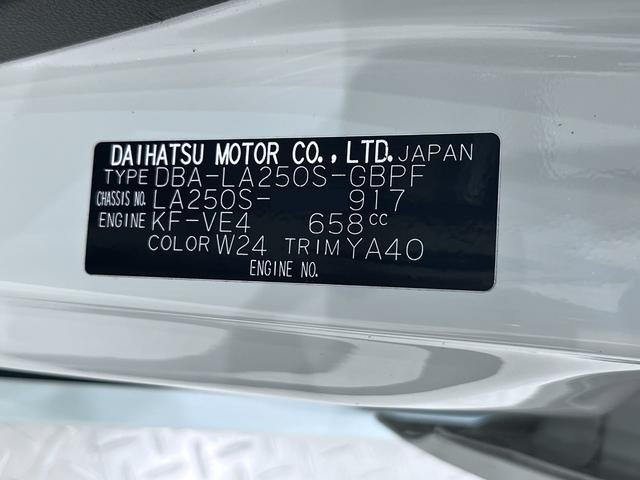 DAIHATSU MOTOR CO., LTD. JAPAN
TYPE DBA-LA250S-GBPF
CHASSIS NO. LA250S- 917
ENGINE KF-VE4 658cc
COLOR W24 TRIM YA40
ENGINE NO.